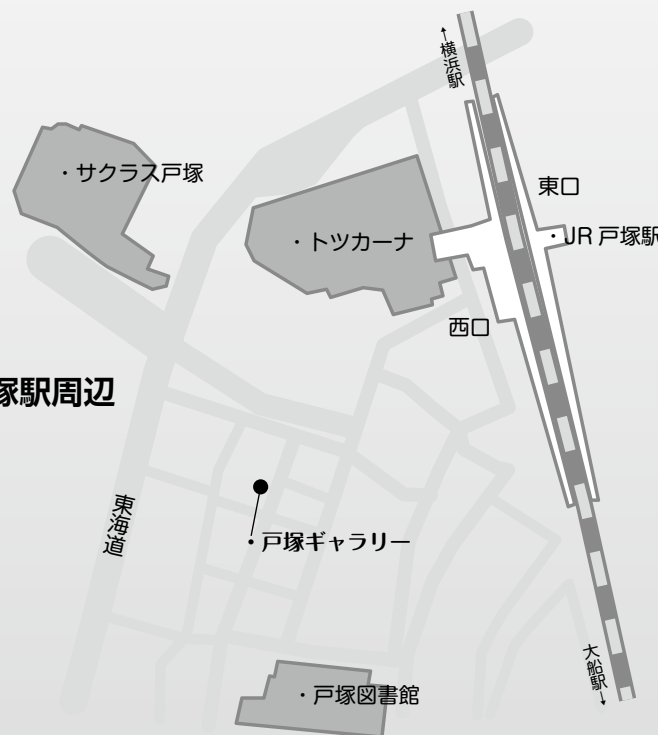 ←横浜駅
・サクラス戸塚
東口
・トツカーナ
・JR 戸塚駅
西口
塚駅周辺
東海道
・戸塚ギャラリー
大船駅→
・戸塚図書館